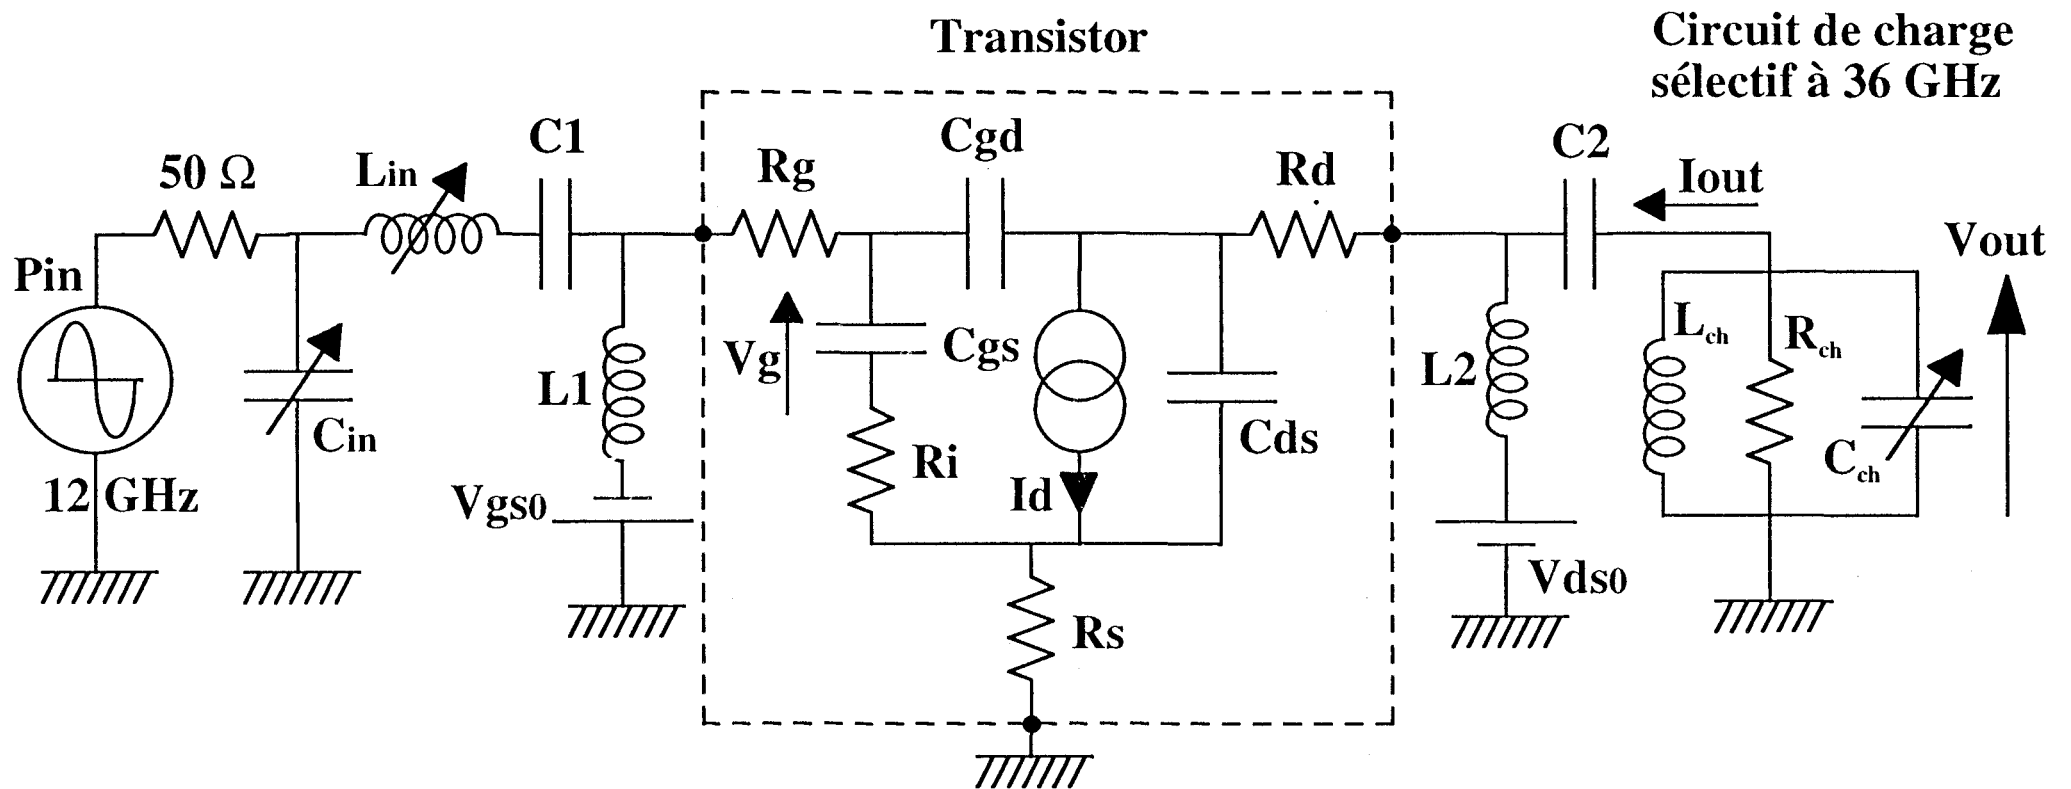 Transistor
Circuit de charge
sélectif à 36 GHz
50 Ω
Lin
C1
Rg
Cgd
Rd
C2
Iout
Vout
Pin
Vg
Cgs
L1
L2
Lch
Rch
Cin
Ri
Cds
Cch
12 GHz
Vgs0
Id
Vds0
Rs